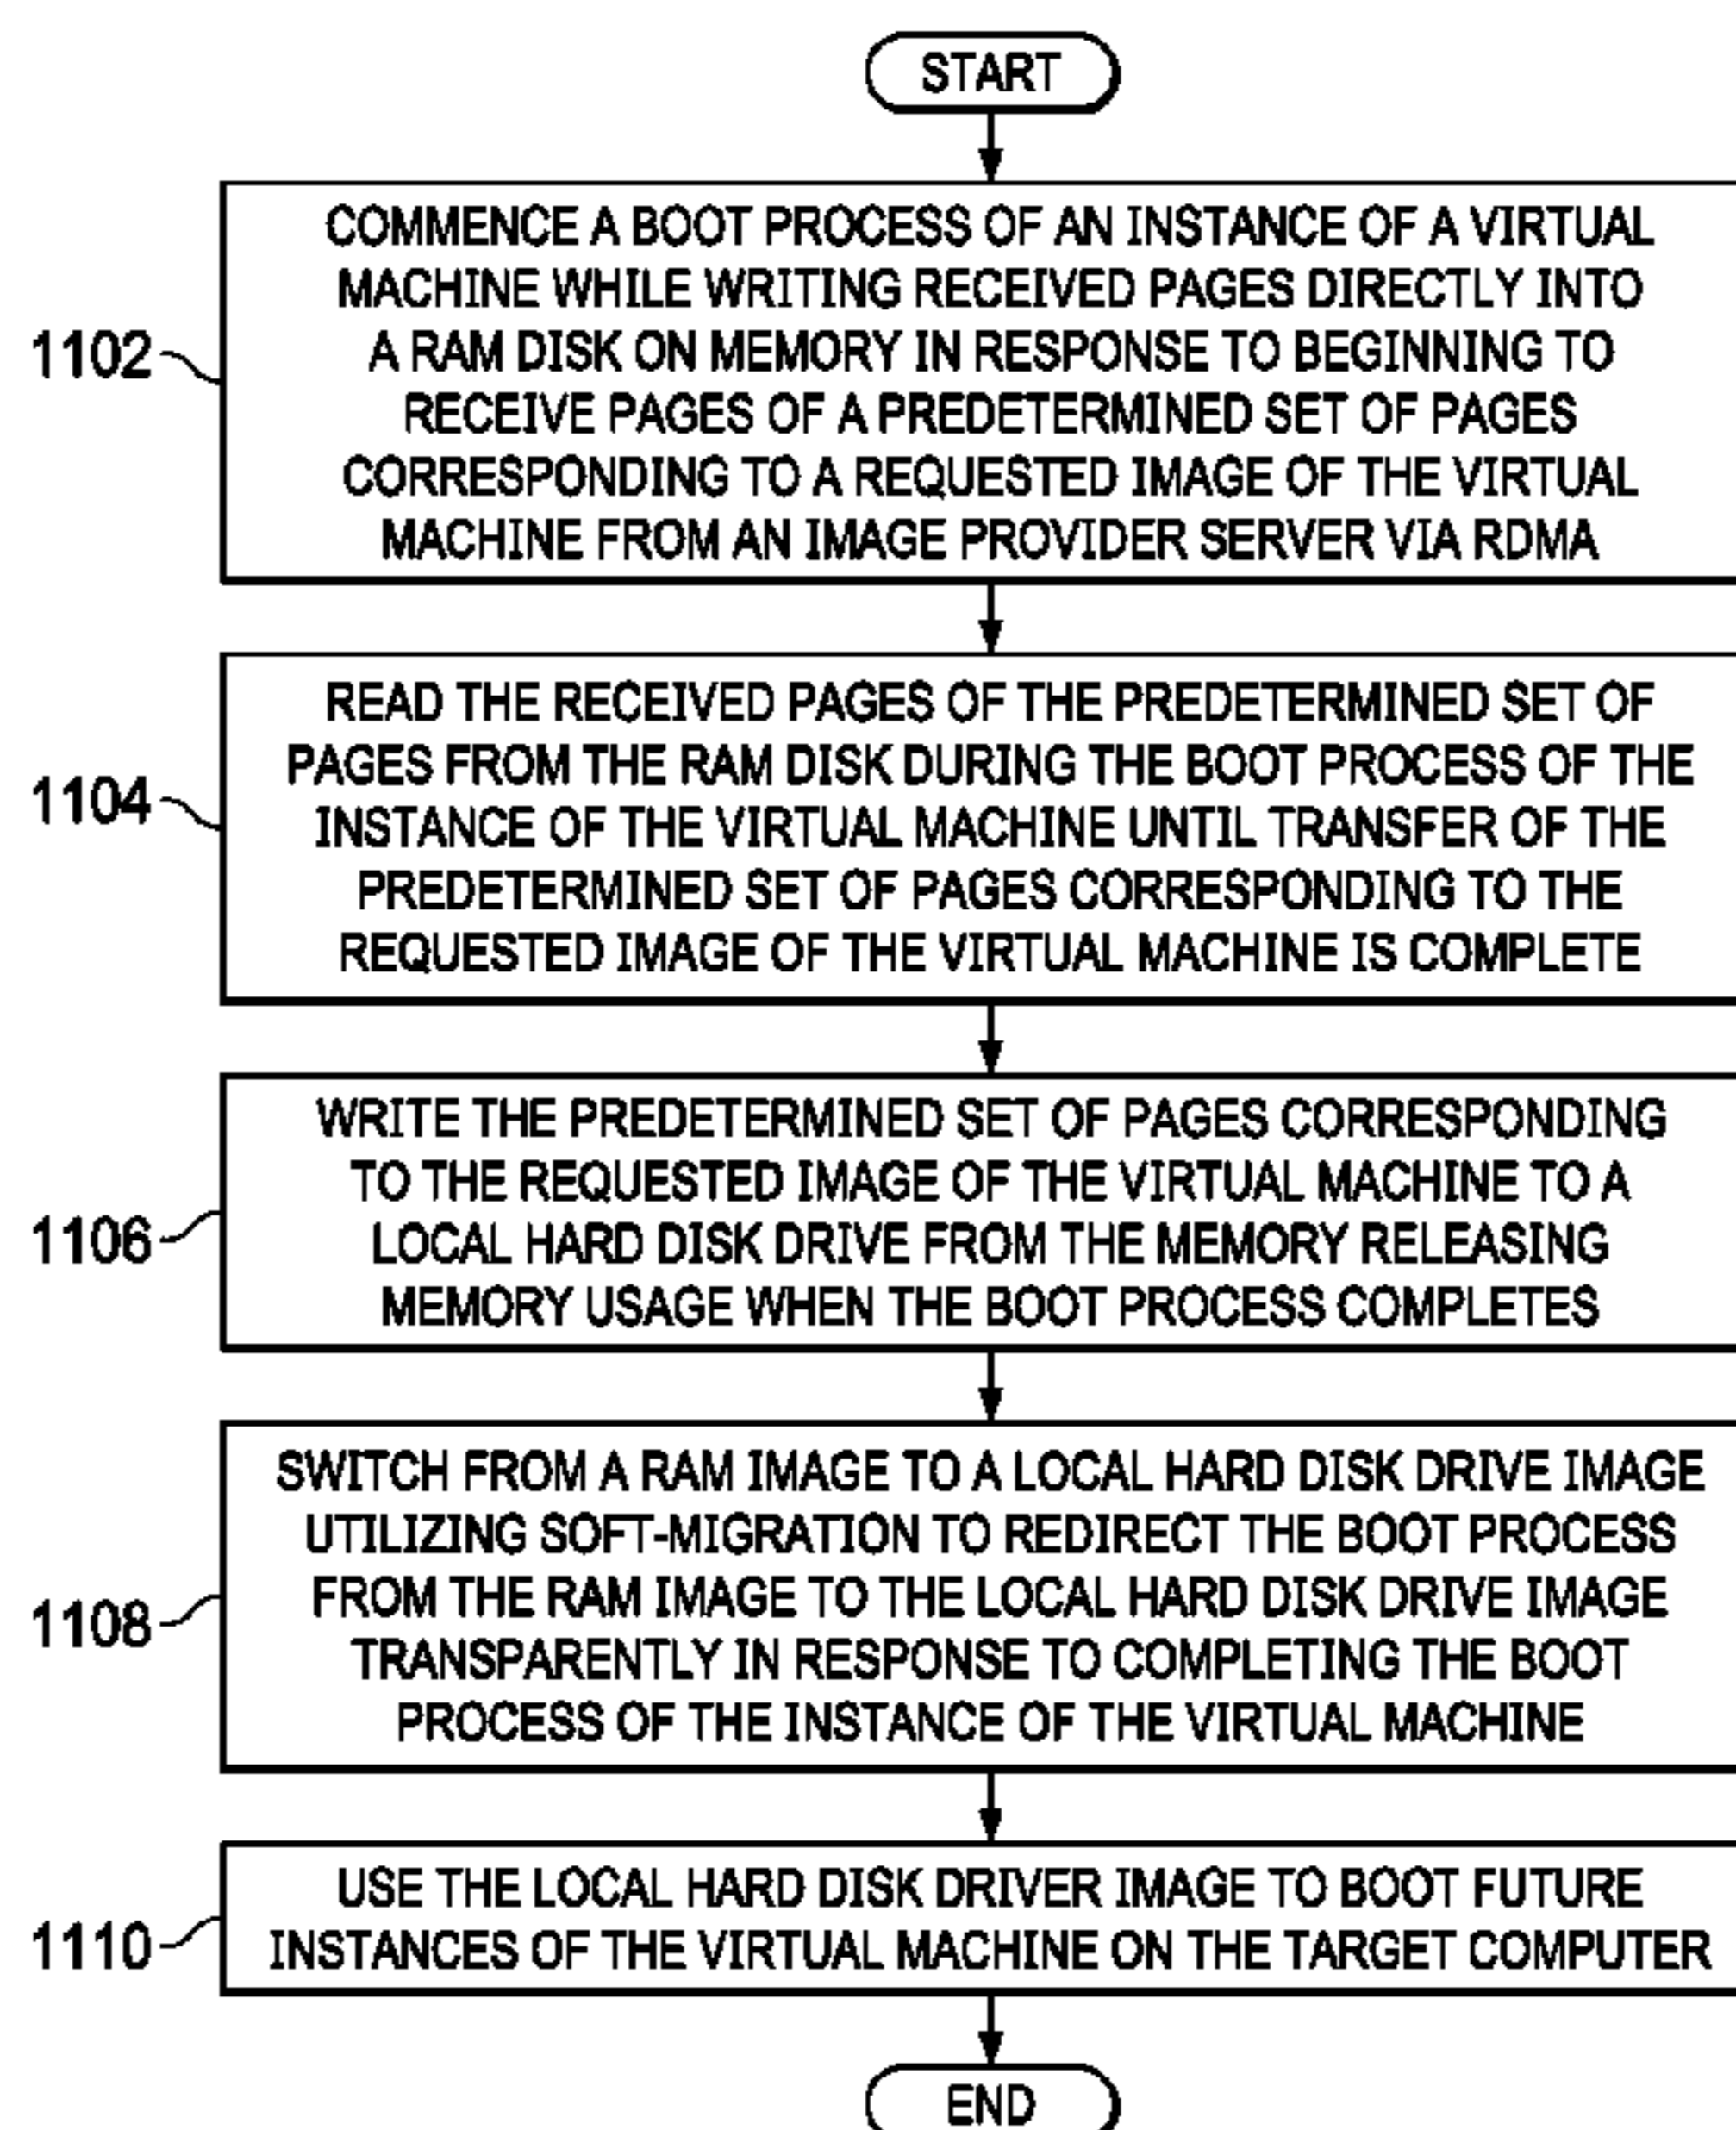 START
COMMENCE A BOOT PROCESS OF AN INSTANCE OF A VIRTUAL
MACHINE WHILE WRITING RECEIVED PAGES DIRECTLY INTO
A RAM DISK ON MEMORY IN RESPONSE TO BEGINNING TO
RECEIVE PAGES OF A PREDETERMINED SET OF PAGES
CORRESPONDING TO A REQUESTED IMAGE OF THE VIRTUAL
MACHINE FROM AN IMAGE PROVIDER SERVER VIA RDMA
1102
READ THE RECEIVED PAGES OF THE PREDETERMINED SET OF
PAGES FROM THE RAM DISK DURING THE BOOT PROCESS OF THE
INSTANCE OF THE VIRTUAL MACHINE UNTIL TRANSFER OF THE
PREDETERMINED SET OF PAGES CORRESPONDING TO THE
REQUESTED IMAGE OF THE VIRTUAL MACHINE IS COMPLETE
1104
WRITE THE PREDETERMINED SET OF PAGES CORRESPONDING
TO THE REQUESTED IMAGE OF THE VIRTUAL MACHINE TO A
LOCAL HARD DISK DRIVE FROM THE MEMORY RELEASING
MEMORY USAGE WHEN THE BOOT PROCESS COMPLETES
1106
SWITCH FROM A RAM IMAGE TO A LOCAL HARD DISK DRIVE IMAGE
UTILIZING SOFT-MIGRATION TO REDIRECT THE BOOT PROCESS
FROM THE RAM IMAGE TO THE LOCAL HARD DISK DRIVE IMAGE
TRANSPARENTLY IN RESPONSE TO COMPLETING THE BOOT
PROCESS OF THE INSTANCE OF THE VIRTUAL MACHINE
1108
USE THE LOCAL HARD DISK DRIVER IMAGE TO BOOT FUTURE
INSTANCES OF THE VIRTUAL MACHINE ON THE TARGET COMPUTER
1110
END